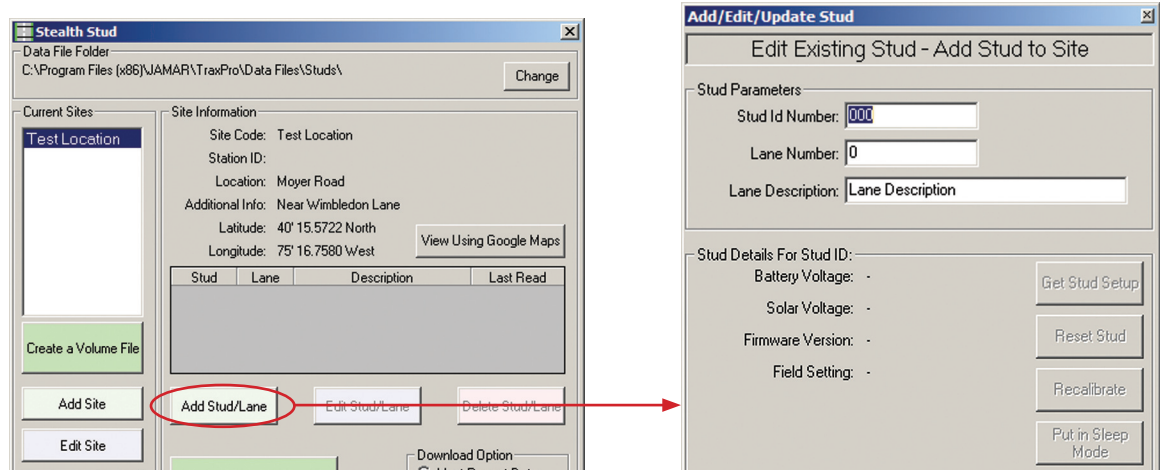 Stealth Stud
Data File Folder
C:\Program Files (x86)\JAMAR\TraxPro\Data Files\Studs\
Change
Current Sites
Test Location
Create a Volume File
Add Site
Edit Site
Site Information
Site Code: Test Location
Station ID:
Location: Moyer Road
Additional Info: Near Wimbledon Lane
Latitude: 40' 15.5722 North
Longitude: 75' 16.7580 West
View Using Google Maps
Stud Lane Description Last Read
Add Stud/Lane
Edit Stud/Lane
Delete Stud/Lane
Download Option
Add/Edit/Update Stud
Edit Existing Stud - Add Stud to Site
Stud Parameters
Stud Id Number: 000
Lane Number: 0
Lane Description: Lane Description
Stud Details For Stud ID:
Battery Voltage: -
Solar Voltage: -
Firmware Version: -
Field Setting: -
Get Stud Setup
Reset Stud
Recalibrate
Put in Sleep
Mode